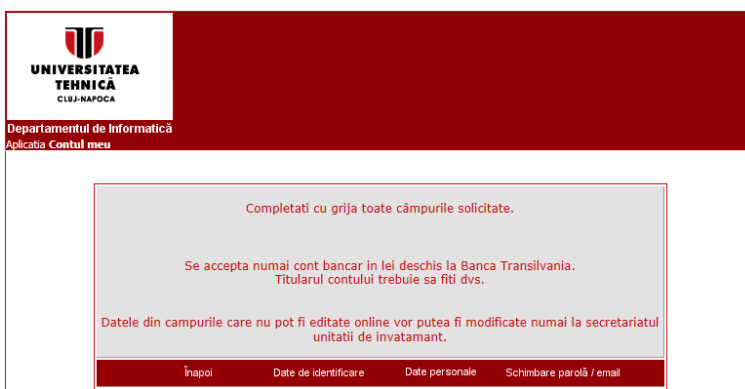 UNIVERSITATEA
TEHNICĂ
CLUJ-NAPOCA
Departamentul de Informatică
Aplicatia Contul meu
Completati cu grija toate câmpurile solicitate.
Se accepta numai cont bancar in lei deschis la Banca Transilvania.
Titularul contului trebuie sa fiti dvs.
Datele din campurile care nu pot fi editate online vor putea fi modificate numai la secretariatul
unitatii de invatamant.
Înapoi Date de identificare Date personale Schimbare parolă / email